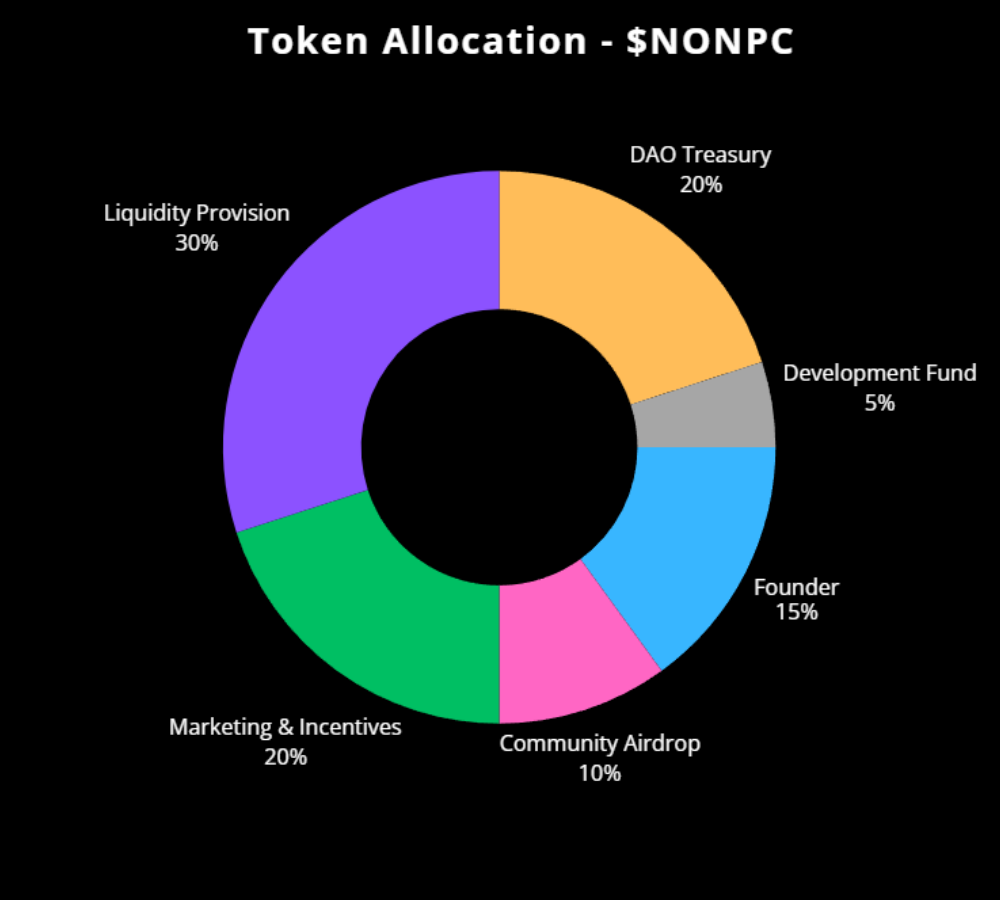 Token Allocation - $NONPC
DAO Treasury
20%
Liquidity Provision
30%
Development Fund
5%
Founder
15%
Marketing & Incentives
20%
Community Airdrop
10%